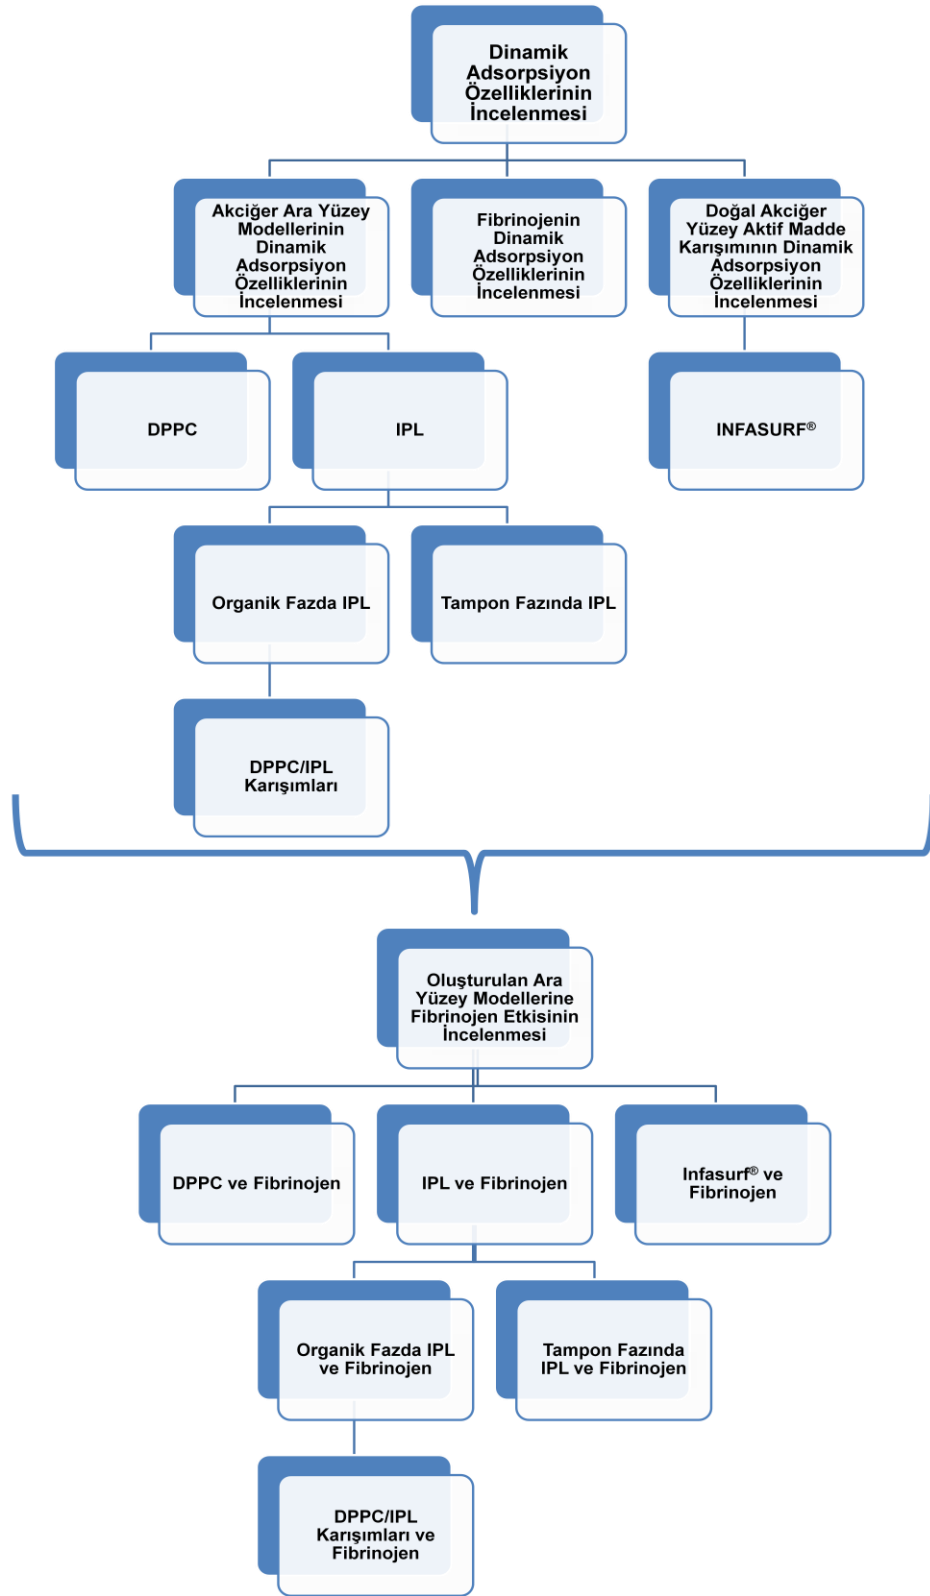 Dinamik
Adsorpsiyon
Özelliklerinin
İncelenmesi
Akciğer Ara Yüzey
Modellerinin
Dinamik
Adsorpsiyon
Özelliklerinin
İncelenmesi
Fibrinojenin
Dinamik
Adsorpsiyon
Özelliklerinin
İncelenmesi
Doğal Akciğer
Yüzey Aktif Madde
Karışımının Dinamik
Adsorpsiyon
Özelliklerinin
İncelenmesi
DPPC
IPL
INFASURF®
Organik Fazda IPL
Tampon Fazında IPL
DPPC/IPL
Karışımları
Oluşturulan Ara
Yüzey Modellerine
Fibrinojen Etkisinin
İncelenmesi
DPPC ve Fibrinojen
IPL ve Fibrinojen
Infasurf® ve
Fibrinojen
Organik Fazda IPL
ve Fibrinojen
Tampon Fazında
IPL ve Fibrinojen
DPPC/IPL
Karışımları ve
Fibrinojen